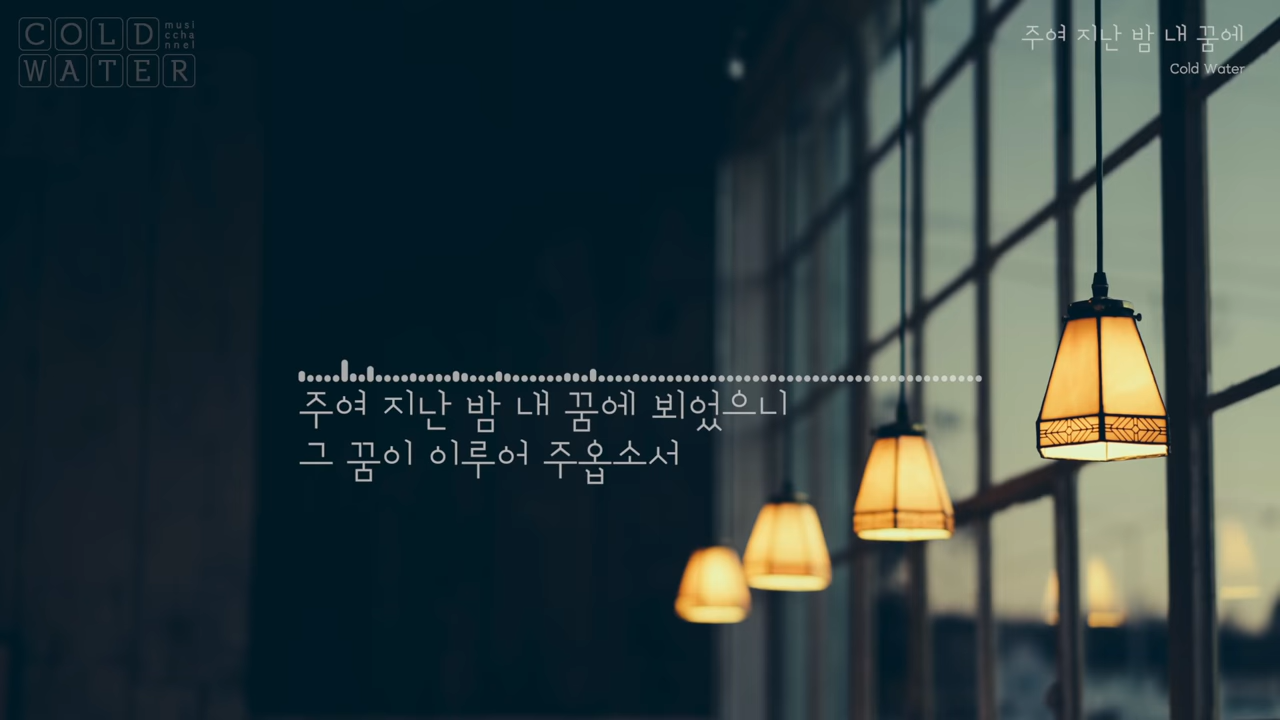 COLD
WATER
musi
ccha
nnel
주여 지난 밤 내 꿈에
Cold Water
주여 지난 밤 내 꿈에 뵈었으니
그 꿈이 이루어 주옵소서